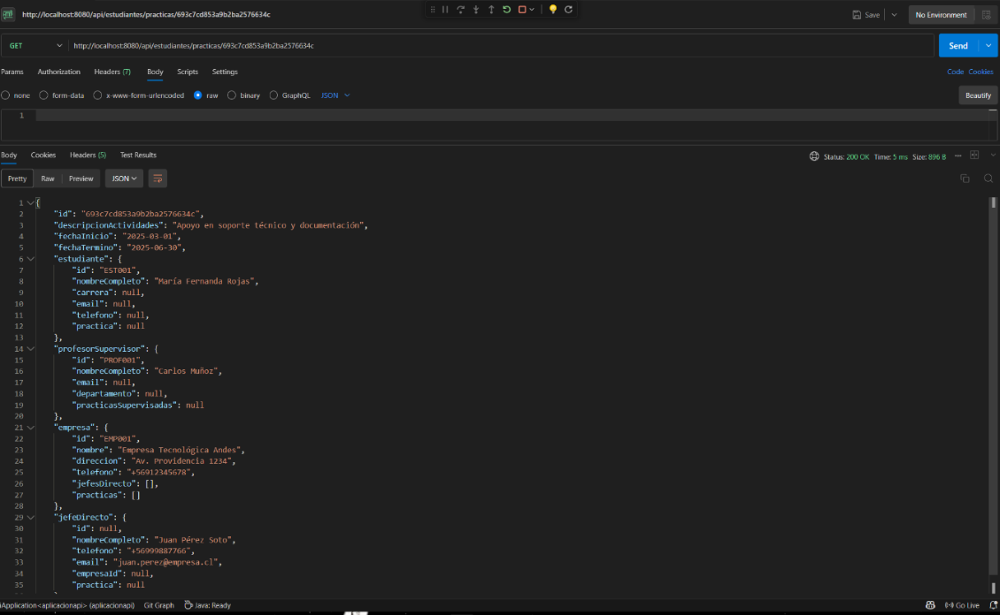 http://localhost:8080/api/estudiantes/practicas/693c7cd853a9b2ba2576634c
Save
No Environment
GET
http://localhost:8080/api/estudiantes/practicas/693c7cd853a9b2ba2576634c
Send
Params Authorization Headers (7) Body Scripts Settings
Code Cookies
none form-data x-www-form-urlencoded raw binary GraphQL JSON
Beautify
1
Body Cookies Headers (5) Test Results
Status: 200 OK Time: 5 ms Size: 896 B
Pretty Raw Preview JSON
1 {
2 "id": "693c7cd853a9b2ba2576634c",
3 "descripcionActividades": "Apoyo en soporte técnico y documentación",
4 "fechaInicio": "2025-03-01",
5 "fechaTermino": "2025-06-30",
6 "estudiante": {
7 "id": "EST001",
8 "nombreCompleto": "María Fernanda Rojas",
9 "carrera": null,
10 "email": null,
11 "telefono": null,
12 "practica": null
13 },
14 "profesorSupervisor": {
15 "id": "PROF001",
16 "nombreCompleto": "Carlos Muñoz",
17 "email": null,
18 "departamento": null,
19 "practicasSupervisadas": null
20 },
21 "empresa": {
22 "id": "EMP001",
23 "nombre": "Empresa Tecnológica Andes",
24 "direccion": "Av. Providencia 1234",
25 "telefono": "+56912345678",
26 "jefesDirecto": [],
27 "practicas": []
28 },
29 "jefeDirecto": {
30 "id": null,
31 "nombreCompleto": "Juan Pérez Soto",
32 "telefono": "+56999887766",
33 "email": "juan.perez@empresa.cl",
34 "empresaId": null,
35 "practica": null
iApplication<aplicacionapi> (aplicacionapi) Git Graph Java: Ready
Go Live